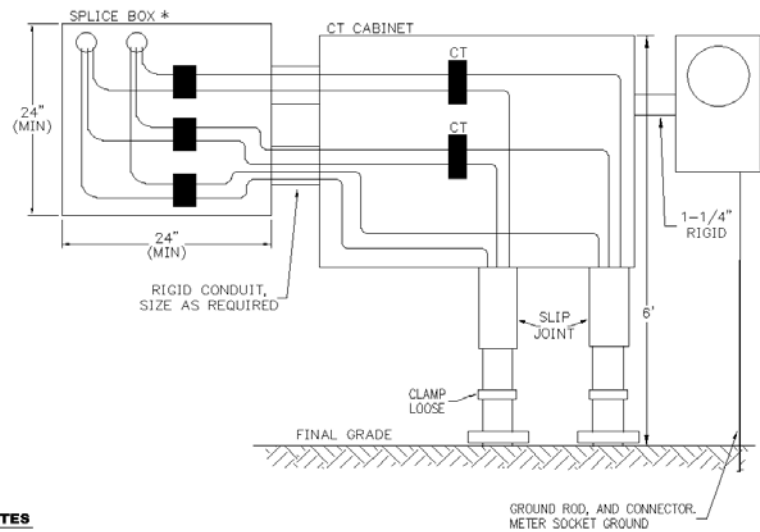 SPLICE BOX *
CT CABINET
CT
24"
(MIN)
CT
1-1/4"
RIGID
24"
(MIN)
RIGID CONDUIT,
SIZE AS REQUIRED
SLIP
JOINT
6'
CLAMP
LOOSE
FINAL GRADE
GROUND ROD, AND CONNECTOR.
METER SOCKET GROUND
TES